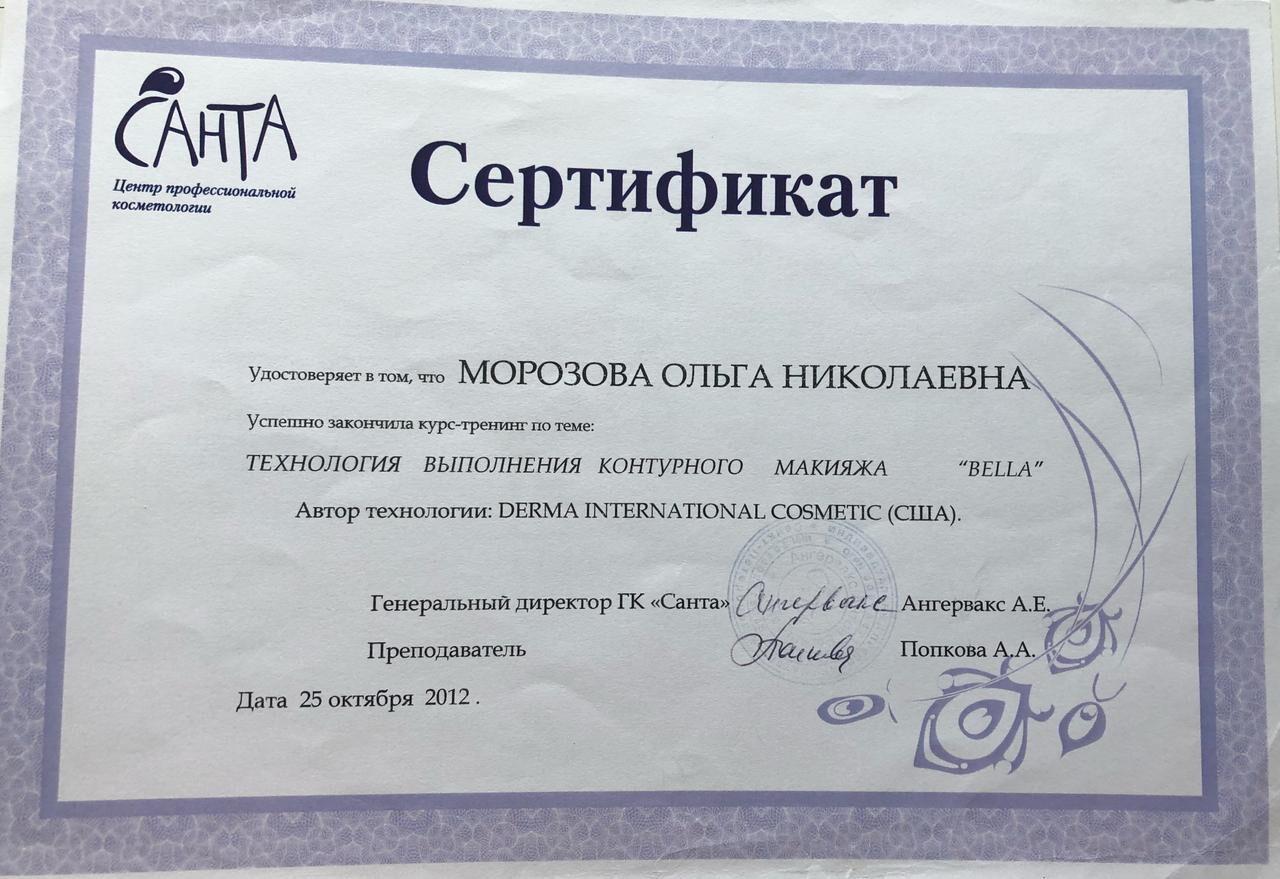 САНТА
Центр профессиональной
косметологии
Сертификат
Удостоверяет в том, что МОРОЗОВА ОЛЬГА НИКОЛАЕВНА
Успешно закончила курс-тренинг по теме:
ТЕХНОЛОГИЯ ВЫПОЛНЕНИЯ КОНТУРНОГО МАКИЯЖА “BELLA”
Автор технологии: DERMA INTERNATIONAL COSMETIC (США).
Генеральный директор ГК «Санта» Ангервакс Ангервакс А.Е.
Преподаватель Попкова А.А.
Дата 25 октября 2012 .